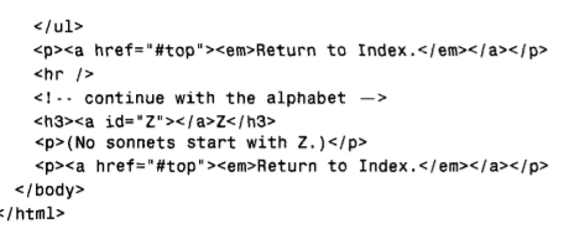 </ul>
<p><a href="#top"><em>Return to Index.</em></a></p>
<hr />
<!-- continue with the alphabet —>
<h3><a id="Z"></a>Z</h3>
<p>(No sonnets start with Z.)</p>
<p><a href="#top"><em>Return to Index.</em></a></p>
</body>
</html>